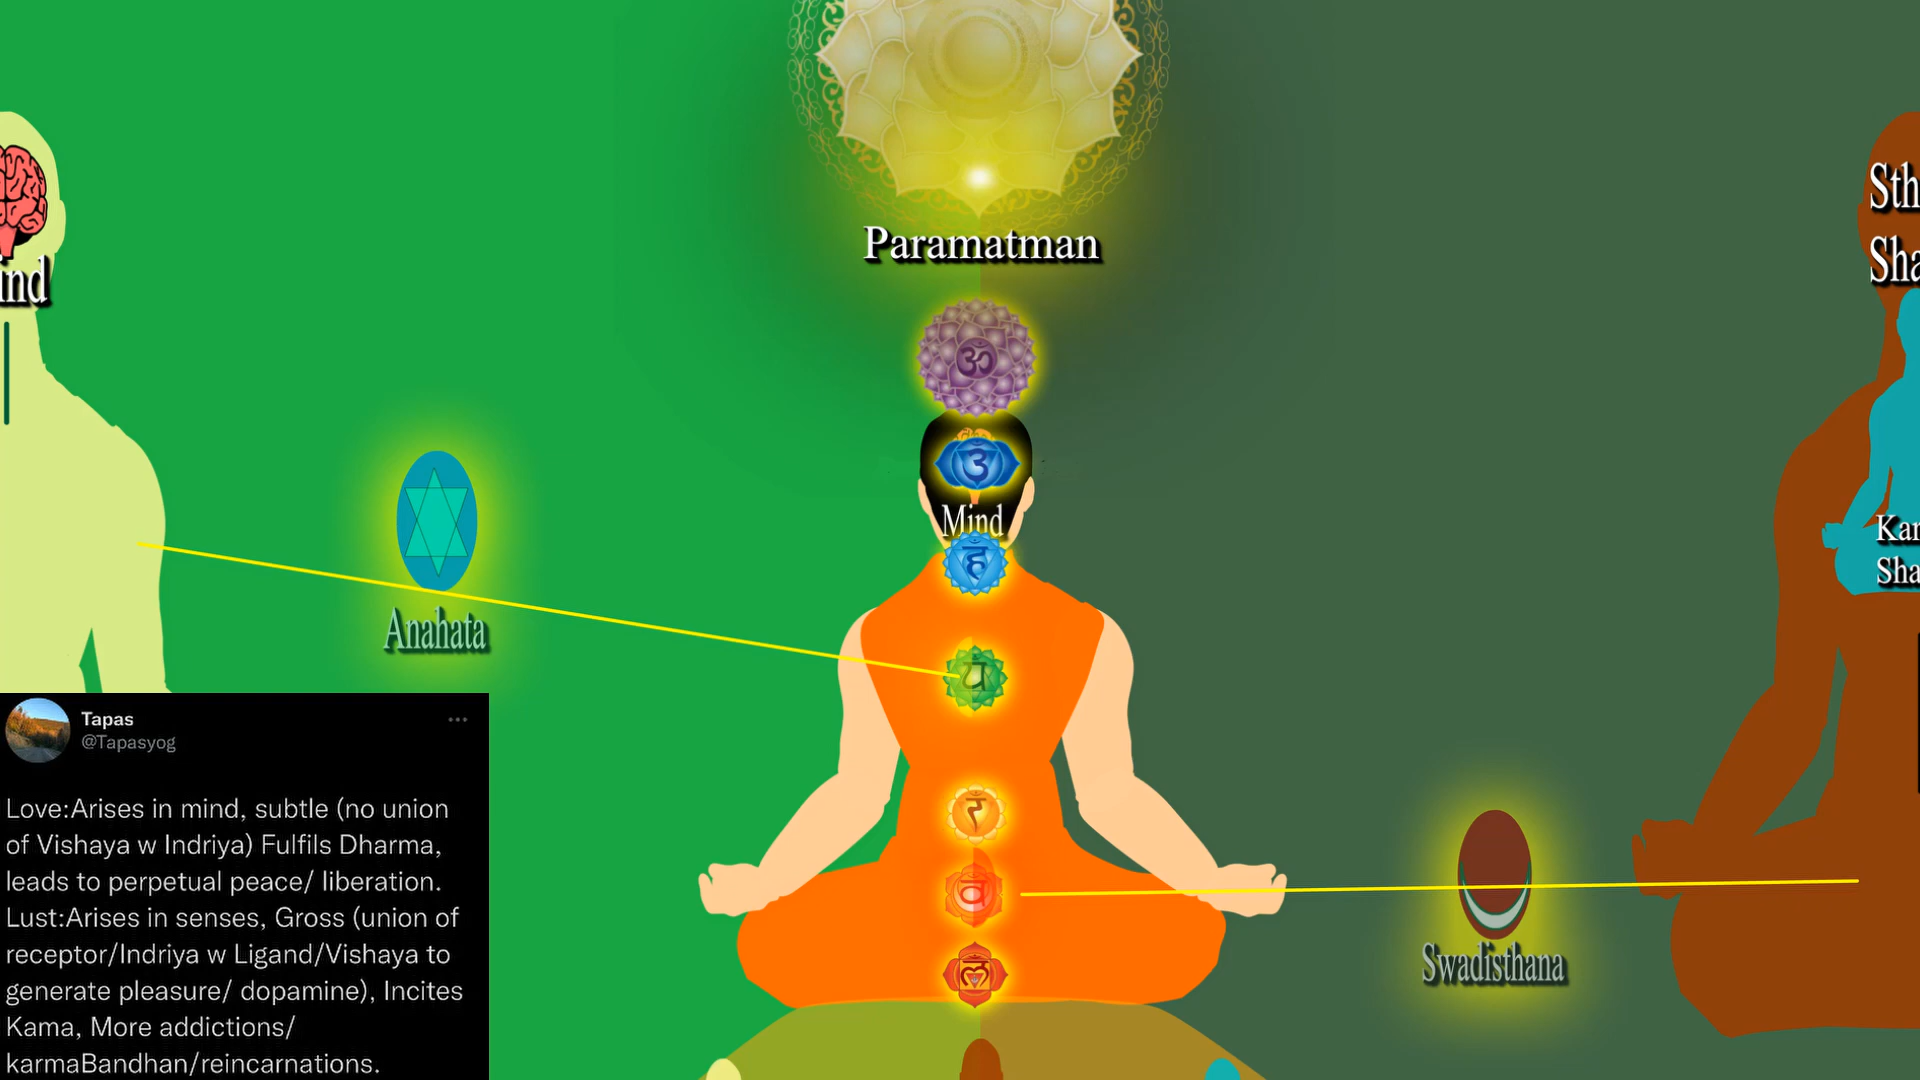 Paramatman
ॐ
Mind
ह
Anahata
य
Tapas
@Tapasyog
Love:Arises in mind, subtle (no union
of Vishaya w Indriya) Fulfils Dharma,
leads to perpetual peace/ liberation.
Lust:Arises in senses, Gross (union of
receptor/Indriya w Ligand/Vishaya to
generate pleasure/ dopamine), Incites
Kama, More addictions/
karmaBandhan/reincarnations.
र
व
Swadisthana